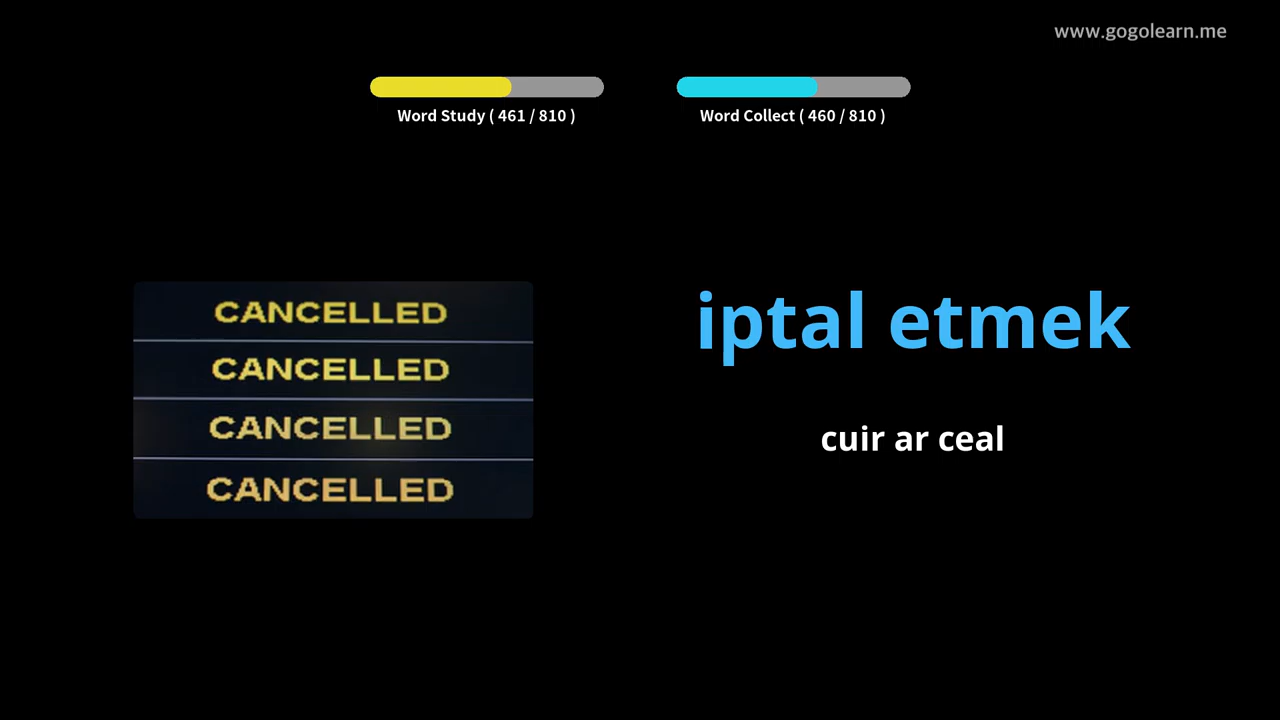 www.gogolearn.me
Word Study ( 461 / 810 )
Word Collect ( 460 / 810 )
CANCELLED
CANCELLED
CANCELLED
CANCELLED
iptal etmek
cuir ar ceal